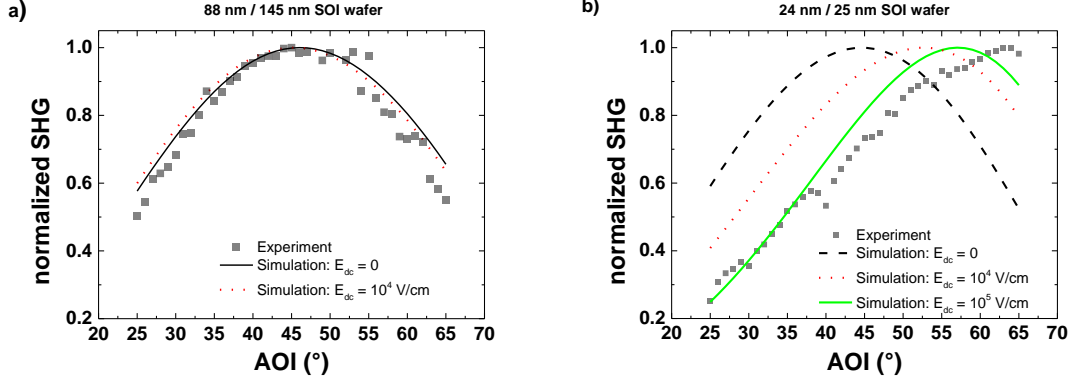 a)
88 nm / 145 nm SOI wafer
normalized SHG
1.0
0.8
0.6
0.4
0.2
Experiment
Simulation: E_dc = 0
Simulation: E_dc = 10^4 V/cm
20 25 30 35 40 45 50 55 60 65 70
AOI (°)
b)
24 nm / 25 nm SOI wafer
normalized SHG
1.0
0.8
0.6
0.4
0.2
Experiment
Simulation: E_dc = 0
Simulation: E_dc = 10^4 V/cm
Simulation: E_dc = 10^5 V/cm
20 25 30 35 40 45 50 55 60 65 70
AOI (°)